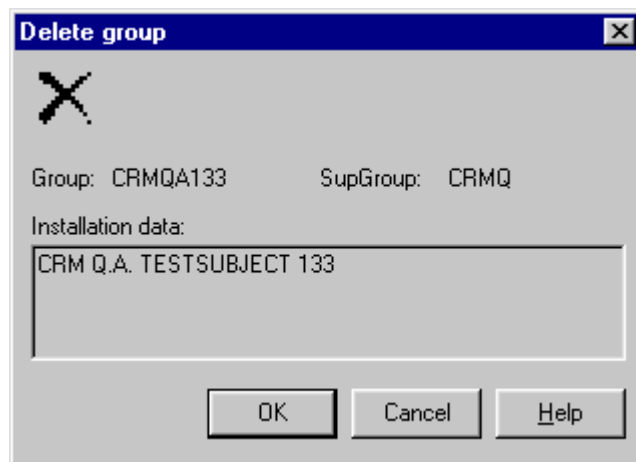 Delete group
Group: CRMQA133 SupGroup: CRMQ
Installation data:
CRM Q.A. TESTSUBJECT 133
OK Cancel Help